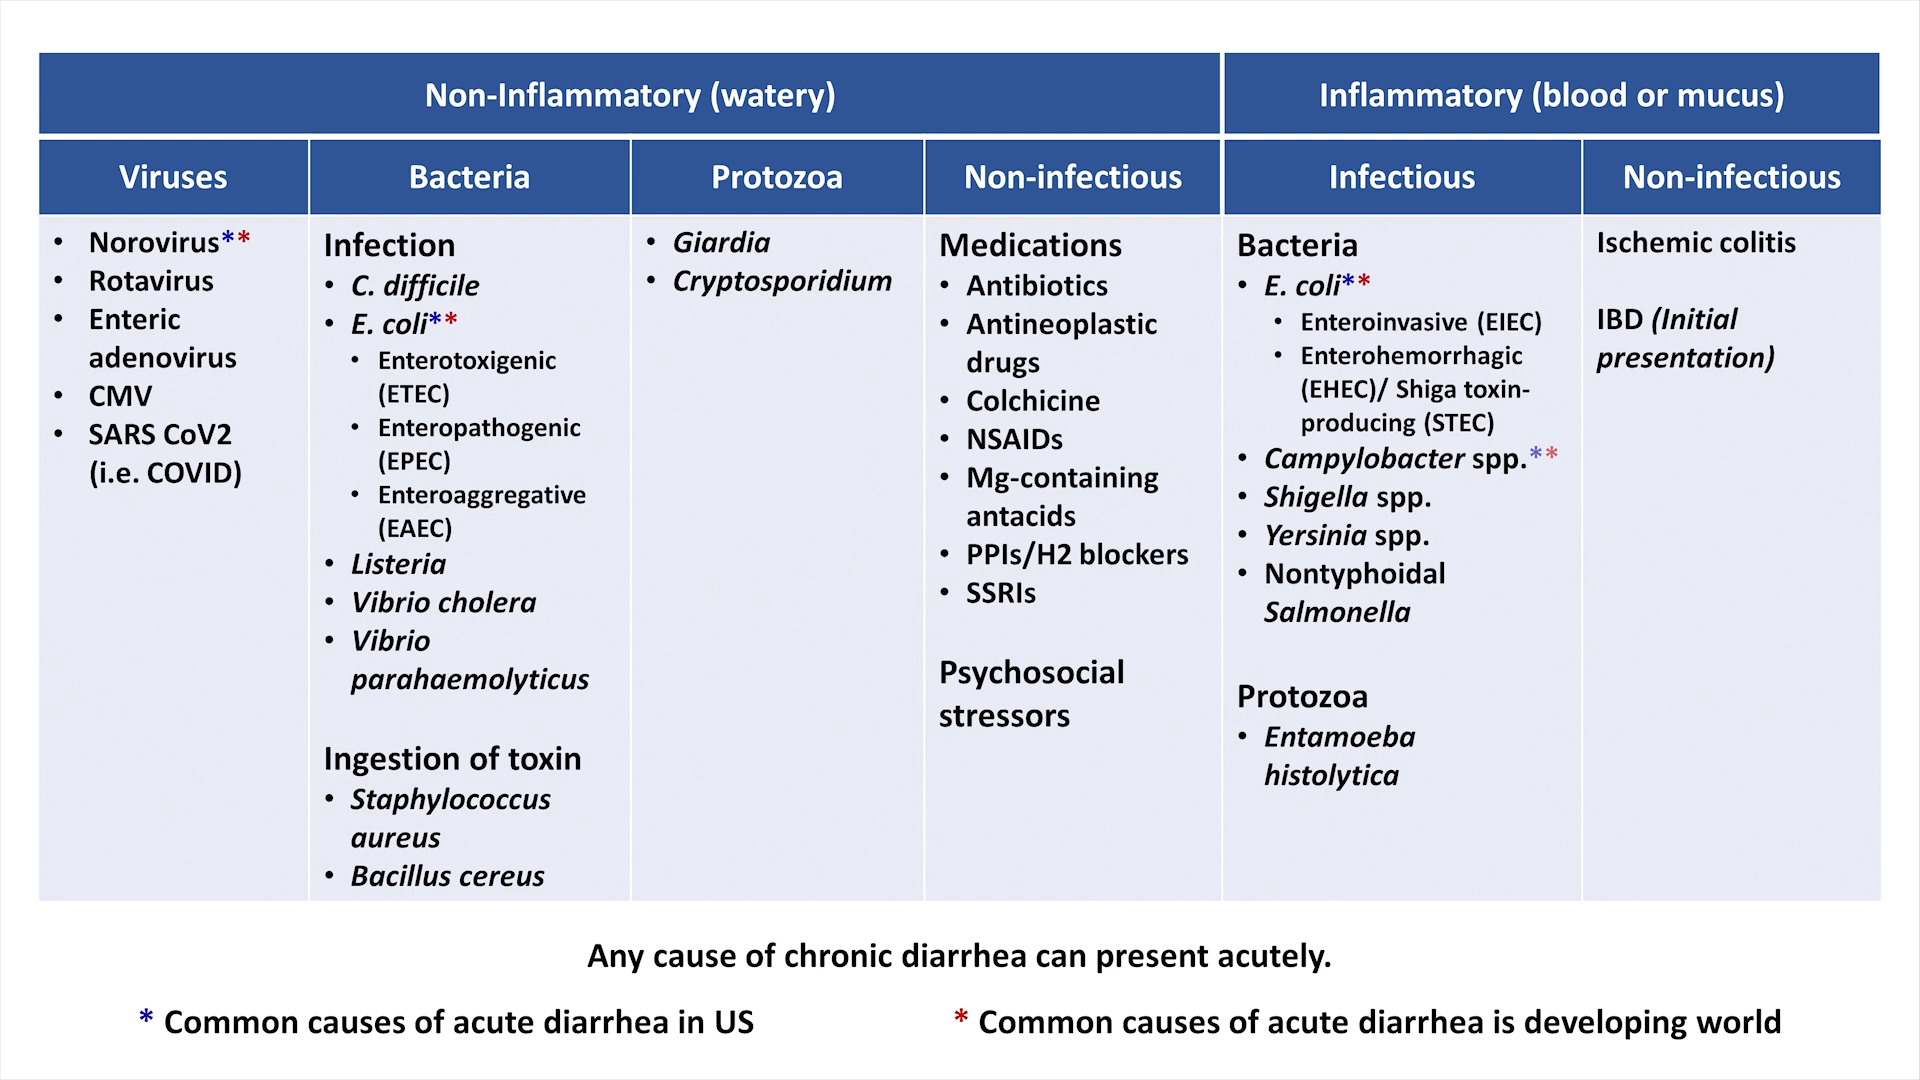 Non-Inflammatory (watery)
Inflammatory (blood or mucus)
Viruses
Bacteria
Protozoa
Non-infectious
Infectious
Non-infectious
• Norovirus**
• Rotavirus
• Enteric
adenovirus
• CMV
• SARS CoV2
(i.e. COVID)
Infection
• C. difficile
• E. coli**
• Enterotoxigenic
(ETEC)
• Enteropathogenic
(EPEC)
• Enteroaggregative
(EAEC)
• Listeria
• Vibrio cholera
• Vibrio
parahaemolyticus
Ingestion of toxin
• Staphylococcus
aureus
• Bacillus cereus
• Giardia
• Cryptosporidium
Medications
• Antibiotics
• Antineoplastic
drugs
• Colchicine
• NSAIDs
• Mg-containing
antacids
• PPIs/H2 blockers
• SSRIs
Psychosocial
stressors
Bacteria
• E. coli**
• Enteroinvasive (EIEC)
• Enterohemorrhagic
(EHEC)/ Shiga toxin-
producing (STEC)
• Campylobacter spp.**
• Shigella spp.
• Yersinia spp.
• Nontyphoidal
Salmonella
Protozoa
• Entamoeba
histolytica
Ischemic colitis
IBD (Initial
presentation)
Any cause of chronic diarrhea can present acutely.
* Common causes of acute diarrhea in US
* Common causes of acute diarrhea is developing world